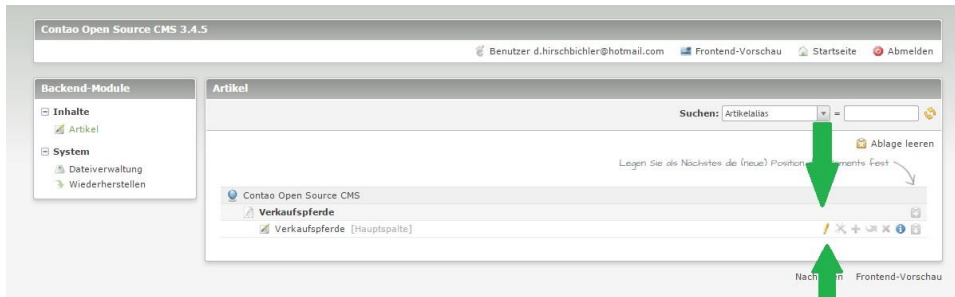 Contao Open Source CMS 3.4.5
Benutzer d.hirschbichler@hotmail.com Frontend-Vorschau Startseite Abmelden
Backend-Module
Artikel
Inhalte
Artikel
System
Dateiverwaltung
Wiederherstellen
Suchen: Artikelalias =
Ablage leeren
Legen Sie als Nächstes die (neue) fest
Contao Open Source CMS
Verkaufspferde
Verkaufspferde [Hauptspalte]
Frontend-Vorschau